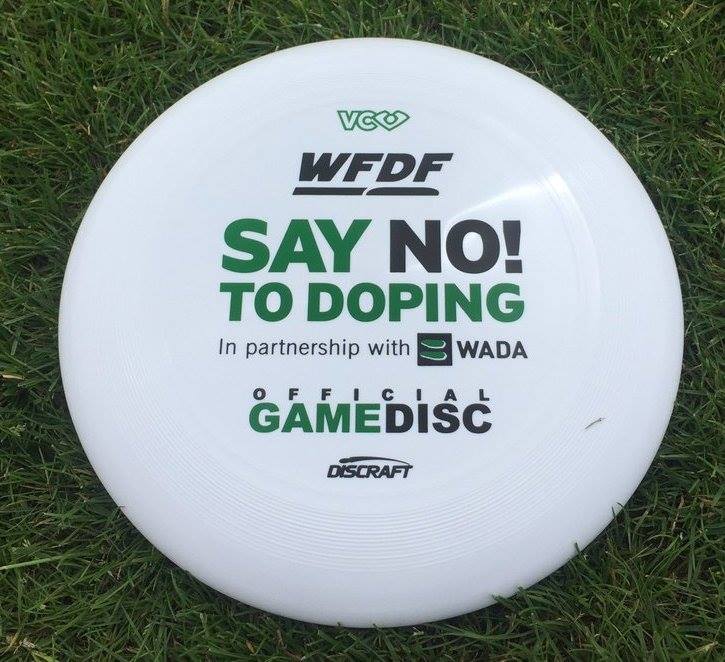 VC
WFDF
SAY NO!
TO DOPING
In partnership with WADA
OFFICIAL
GAMEDISC
DISCRAFT